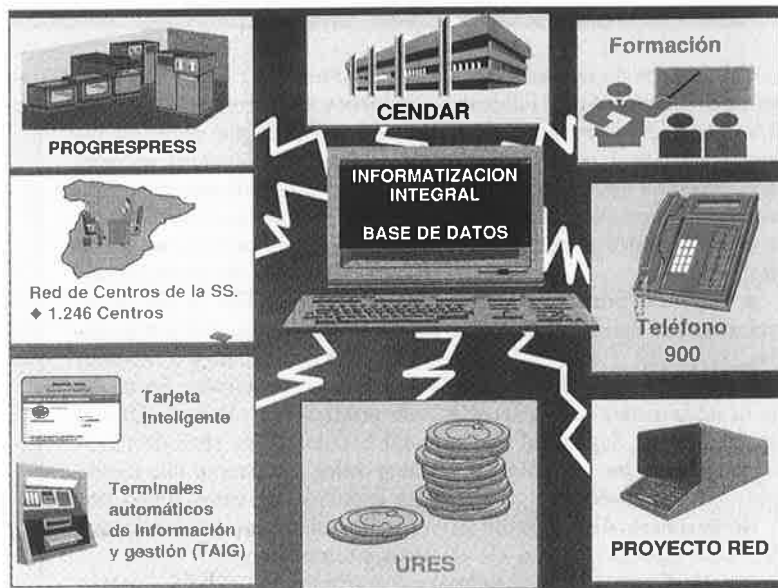 PROGRESPRESS
CENDAR
Formación
INFORMATIZACION
INTEGRAL
BASE DE DATOS
Red de Centros de la SS.
◆ 1.246 Centros
Teléfono
900
Tarjeta
Inteligente
Terminales
automáticos
de información
y gestión (TAIG)
URES
PROYECTO RED